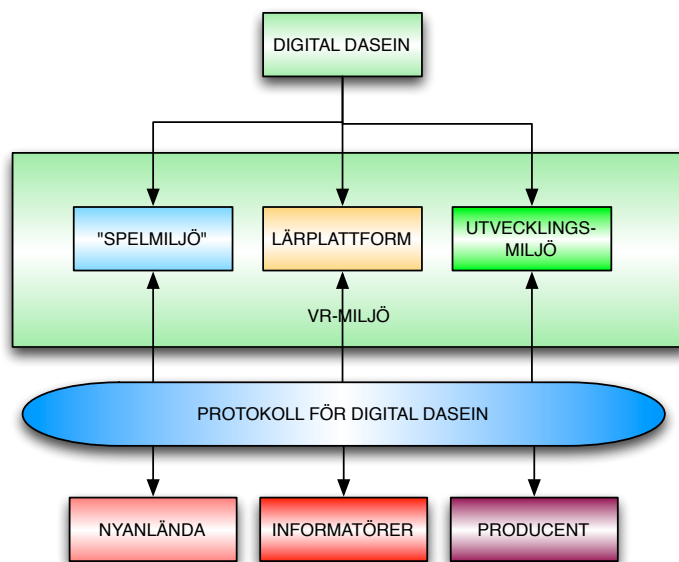 DIGITAL DASEIN
"SPELMILJÖ"
LÄRPLATTFORM
UTVECKLINGS-
MILJÖ
VR-MILJÖ
PROTOKOLL FÖR DIGITAL DASEIN
NYANLÄNDA
INFORMATÖRER
PRODUCENT